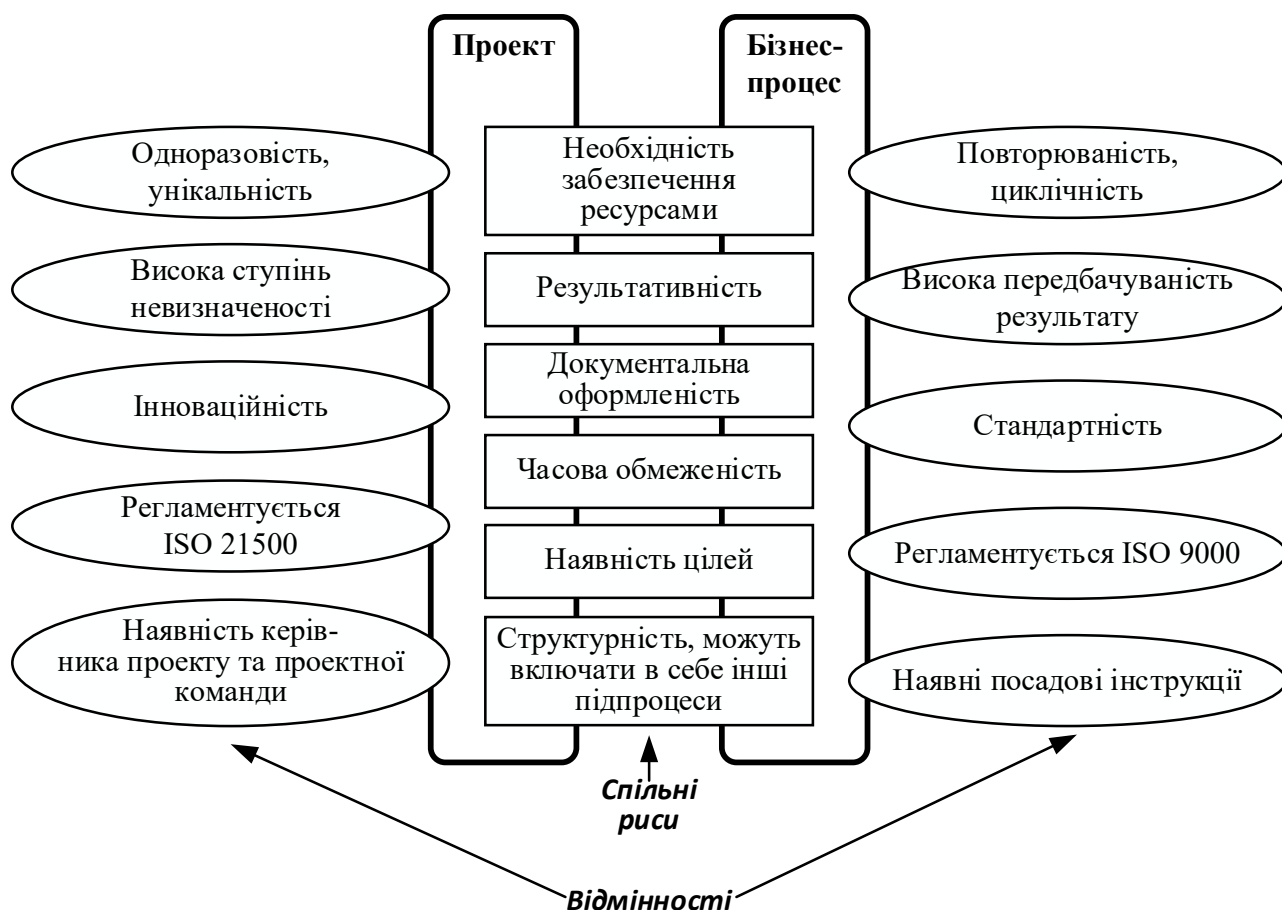 Проект
Бізнес-
процес
Одноразовість,
унікальність
Висока ступінь
невизначеності
Інноваційність
Регламентується
ISO 21500
Наявність керів-
ника проекту та проектної
команди
Необхідність
забезпечення
ресурсами
Результативність
Документальна
оформленість
Часова обмеженість
Наявність цілей
Структурність, можуть
включати в себе інші
підпроцеси
Повторюваність,
циклічність
Висока передбачуваність
результату
Стандартність
Регламентується ISO 9000
Наявні посадові інструкції
Спільні
риси
Відмінності